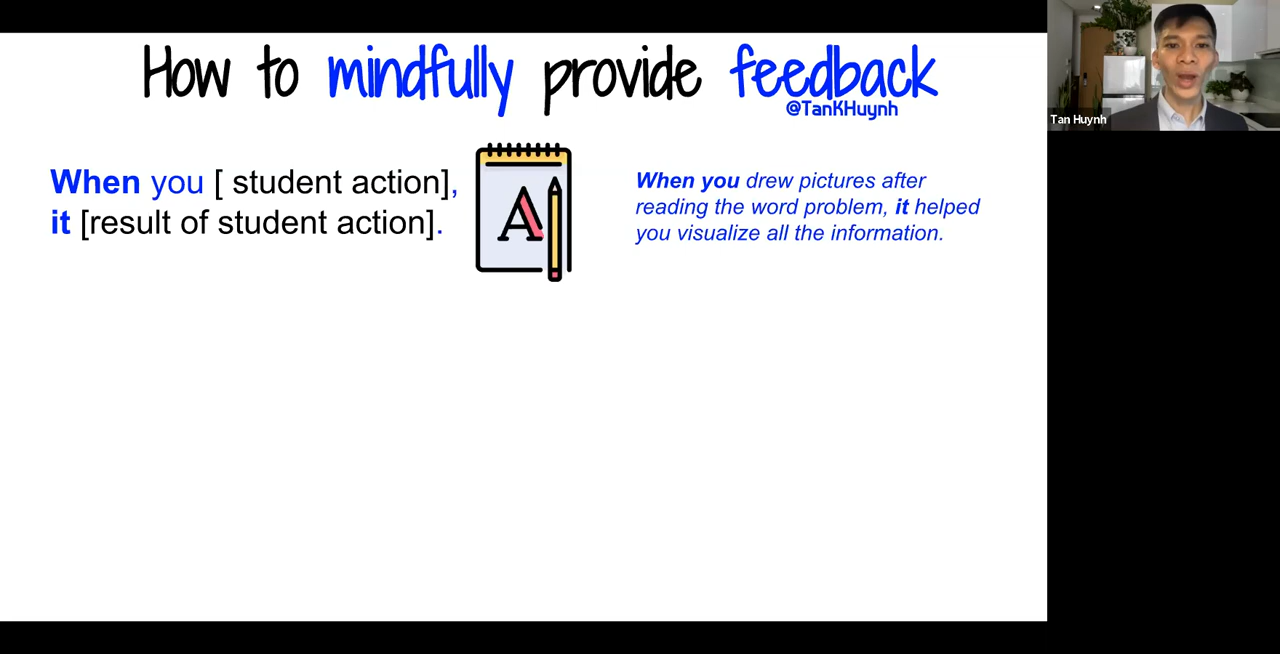 How to mindfully provide feedback
@TanKHuynh
When you [ student action],
it [result of student action].
A
When you drew pictures after
reading the word problem, it helped
you visualize all the information.
Tan Huynh